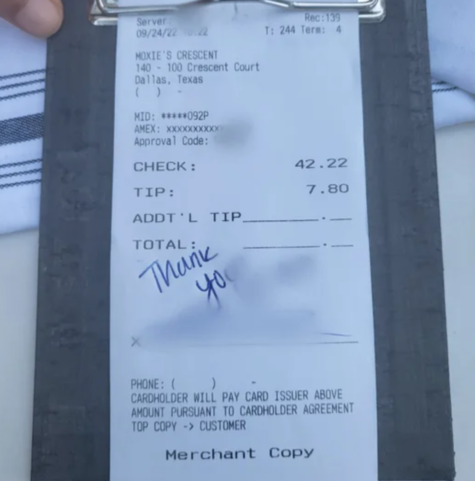 Server
Rec:139
09/24/22
T: 244 Term: 4
MOXIE'S CRESCENT
140 - 100 Crescent Court
Dallas, Texas
( ) -
MID: *****092P
AMEX: xxxxxxxxxx
Approval Code:
CHECK: 42.22
TIP: 7.80
ADDT'L TIP_______.__
TOTAL: _______.__
Thank
yo
x
PHONE: ( ) -
CARDHOLDER WILL PAY CARD ISSUER ABOVE
AMOUNT PURSUANT TO CARDHOLDER AGREEMENT
TOP COPY -> CUSTOMER
Merchant Copy